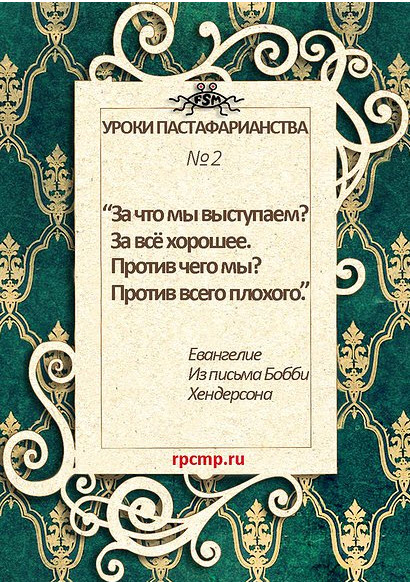 FSM
УРОКИ ПАСТАФАРИАНСТВА
№2
“За что мы выступаем?
За всё хорошее.
Против чего мы?
Против всего плохого.”
Евангелие
Из письма Бобби
Хендерсона
rpcmp.ru